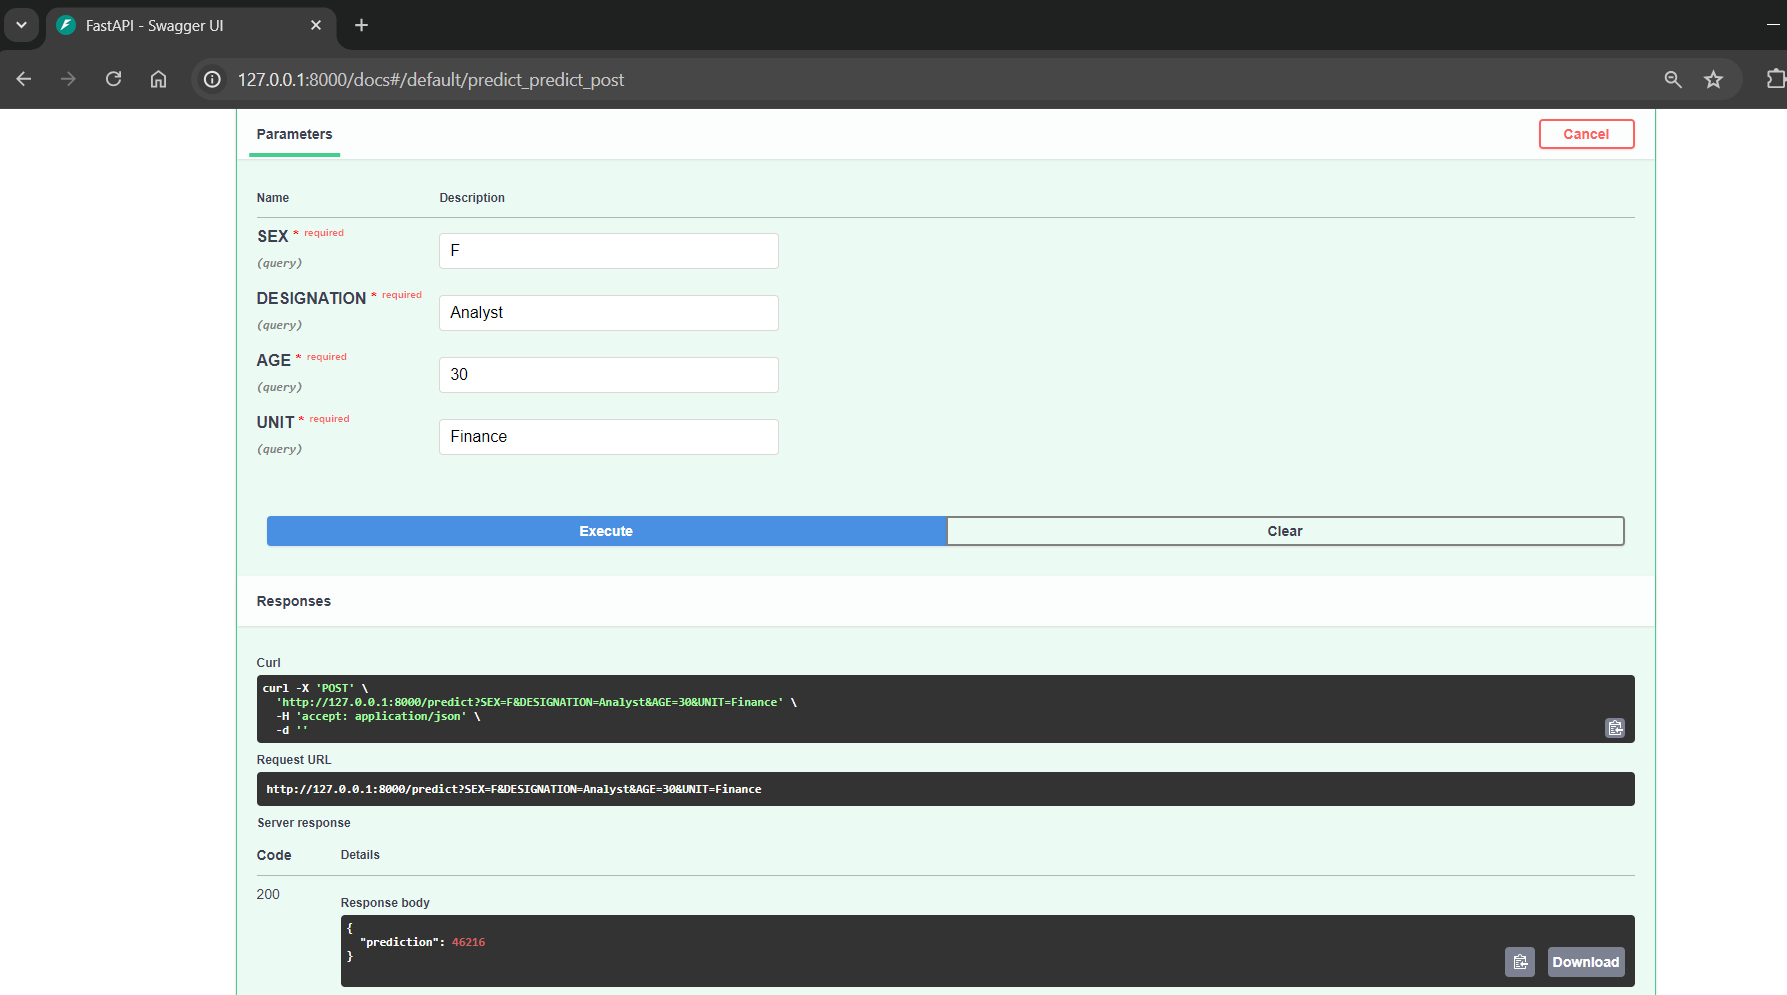 FastAPI - Swagger UI
127.0.0.1:8000/docs#/default/predict_predict_post
Parameters
Cancel
Name Description
SEX * required
(query)
F
DESIGNATION * required
(query)
Analyst
AGE * required
(query)
30
UNIT * required
(query)
Finance
Execute Clear
Responses
Curl
curl -X 'POST' \
'http://127.0.0.1:8000/predict?SEX=F&DESIGNATION=Analyst&AGE=30&UNIT=Finance' \
-H 'accept: application/json' \
-d ''
Request URL
http://127.0.0.1:8000/predict?SEX=F&DESIGNATION=Analyst&AGE=30&UNIT=Finance
Server response
Code Details
200
Response body
{
"prediction": 46216
}
Download